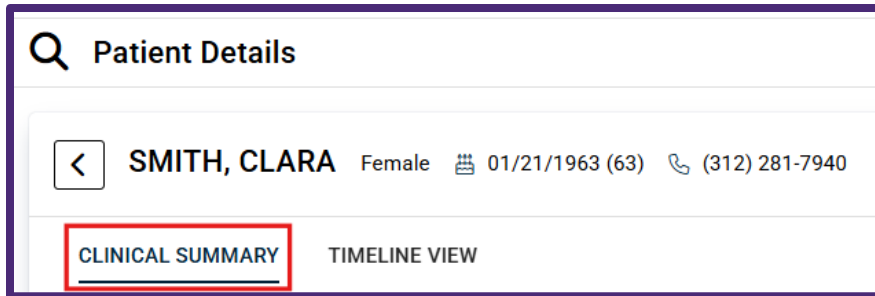 Patient Details
SMITH, CLARA Female 01/21/1963 (63) (312) 281-7940
CLINICAL SUMMARY TIMELINE VIEW